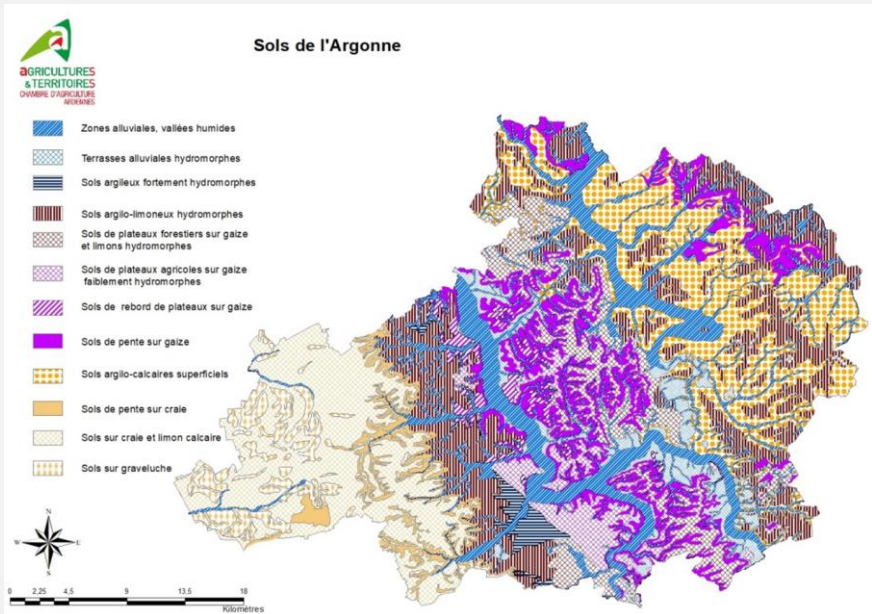 Sols de l'Argonne
aGRICULTURES
& TERRITOIRES
CHAMBRE D'AGRICULTURE
ARDENNES
Zones alluviales, vallées humides
Terrasses alluviales hydromorphes
Sols argileux fortement hydromorphes
Sols argilo-limoneux hydromorphes
Sols de plateaux forestiers sur gaize
et limons hydromorphes
Sols de plateaux agricoles sur gaize
faiblement hydromorphes
Sols de rebord de plateaux sur gaize
Sols de pente sur gaize
Sols argilo-calcaires superficiels
Sols de pente sur craie
Sols sur craie et limon calcaire
Sols sur graveluche
N
W
E
S
0 2,25 4,5 9 13,5 18
Kilomètres